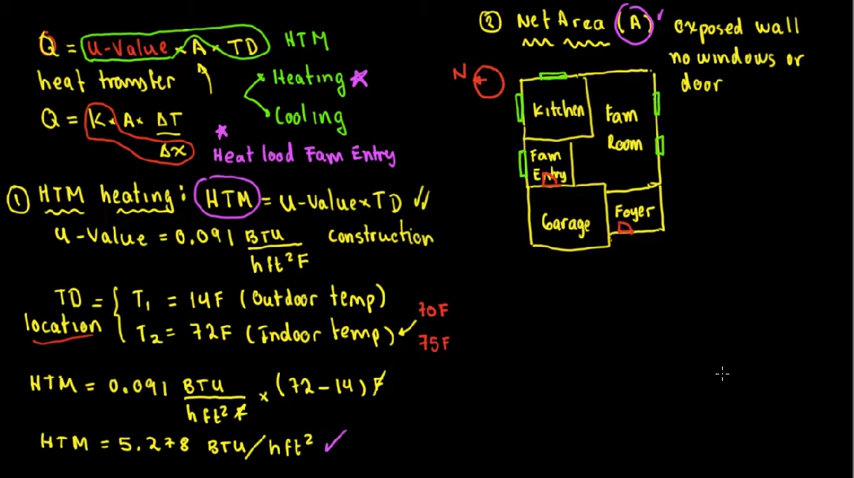 Q = U-Value × A × TD HTM
heat transfer
Heating
Cooling
Q = K × A × ΔT
Δx
Heat load Fam Entry
① HTM heating: HTM = U-Value × TD
U-Value = 0.091 BTU construction
hft²F
TD = T₁ = 14F (Outdoor temp)
location T₂ = 72F (Indoor temp)
70F
75F
HTM = 0.091 BTU × (72-14) F
hft² F
HTM = 5.278 BTU/hft²
② Net Area (A) exposed wall
no windows or
door
N
Kitchen
Fam
Room
Fam
Entry
Garage
Foyer